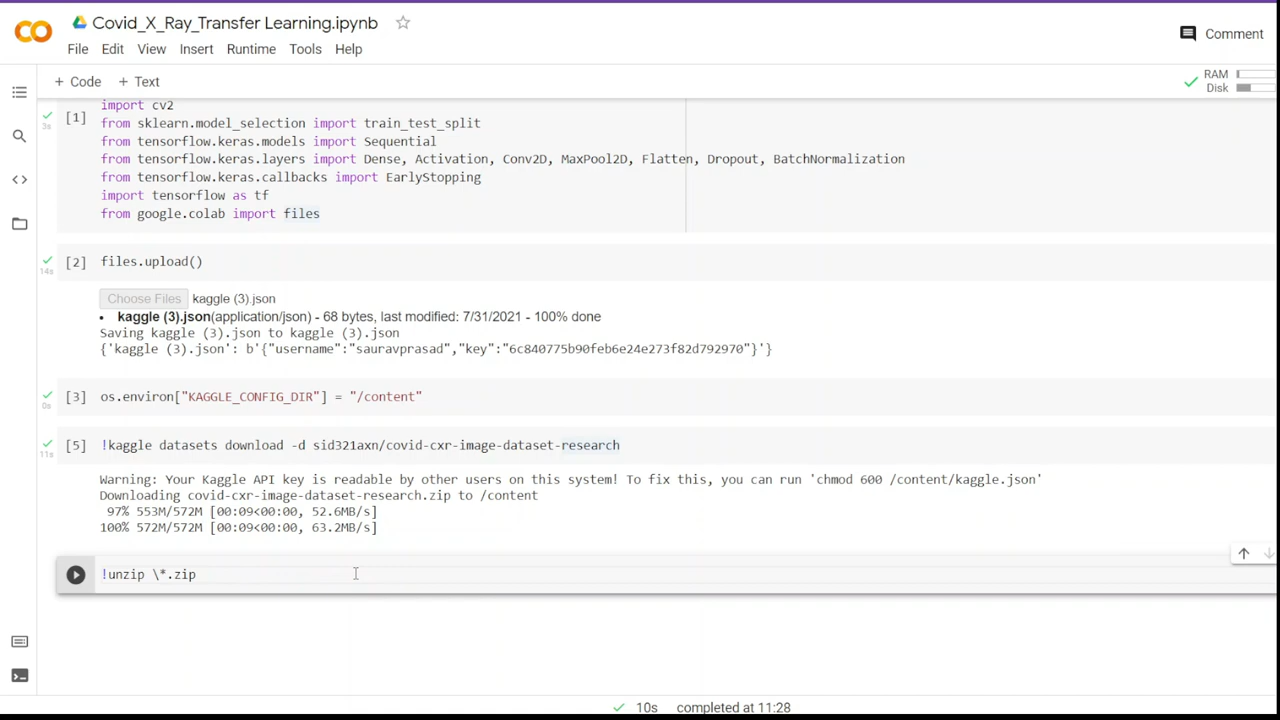 Covid_X_Ray_Transfer Learning.ipynb
File Edit View Insert Runtime Tools Help
Comment
+ Code + Text
RAM
Disk
import cv2
[1]
3s
from sklearn.model_selection import train_test_split
from tensorflow.keras.models import Sequential
from tensorflow.keras.layers import Dense, Activation, Conv2D, MaxPool2D, Flatten, Dropout, BatchNormalization
from tensorflow.keras.callbacks import EarlyStopping
import tensorflow as tf
from google.colab import files
[2] files.upload()
14s
Choose Files kaggle (3).json
• kaggle (3).json(application/json) - 68 bytes, last modified: 7/31/2021 - 100% done
Saving kaggle (3).json to kaggle (3).json
{'kaggle (3).json': b'{"username":"sauravprasad","key":"6c840775b90feb6e24e273f82d792970"}'}
[3] os.environ["KAGGLE_CONFIG_DIR"] = "/content"
0s
[5] !kaggle datasets download -d sid321axn/covid-cxr-image-dataset-research
11s
Warning: Your Kaggle API key is readable by other users on this system! To fix this, you can run 'chmod 600 /content/kaggle.json'
Downloading covid-cxr-image-dataset-research.zip to /content
97% 553M/572M [00:09<00:00, 52.6MB/s]
100% 572M/572M [00:09<00:00, 63.2MB/s]
!unzip \*.zip
10s completed at 11:28